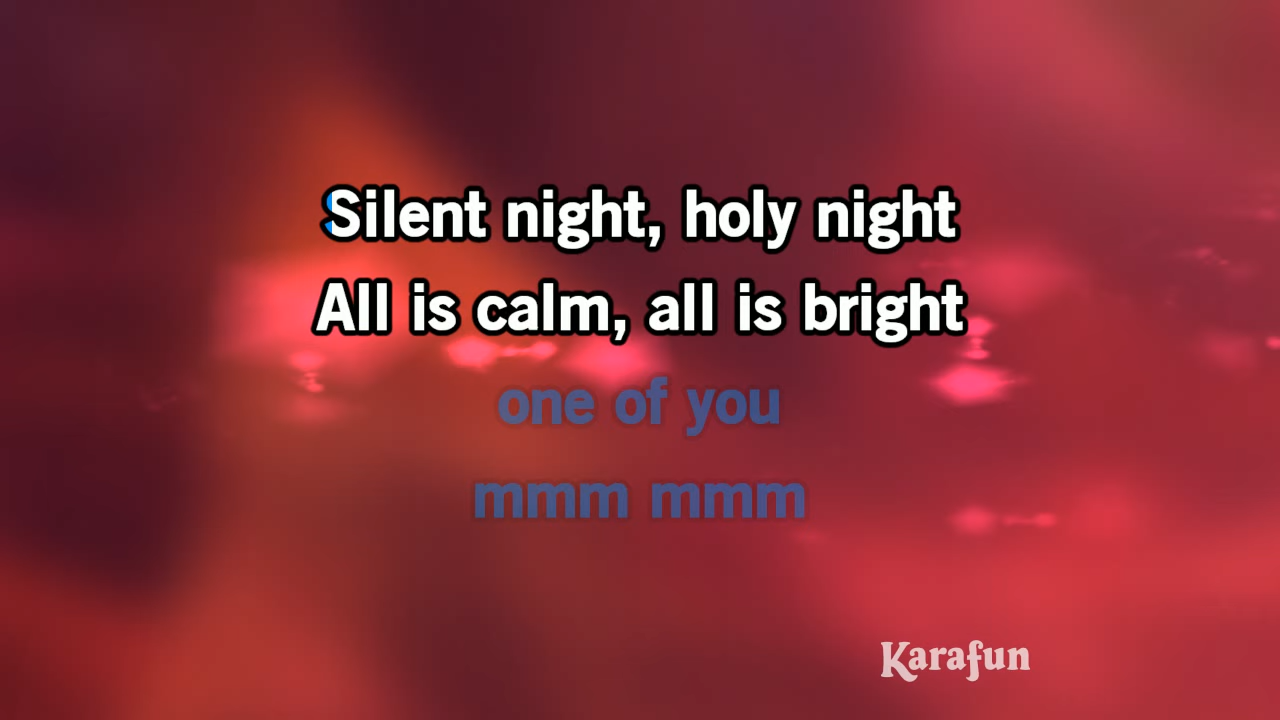 Silent night, holy night
All is calm, all is bright
one of you
mmm mmm
Karafun